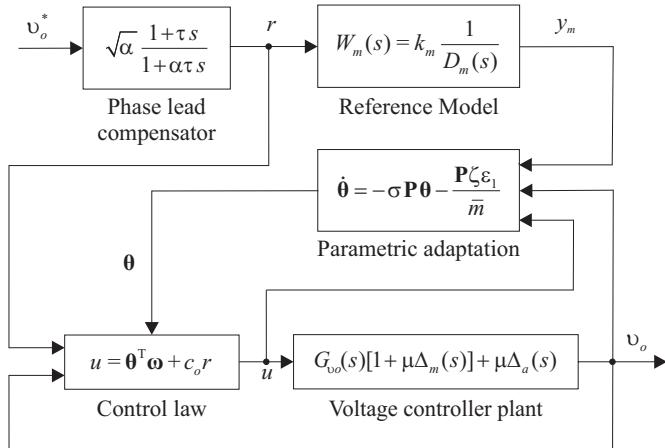 υ*ₒ
√α (1+τs)/(1+ατs)
r
Wₘ(s) = kₘ 1/Dₘ(s)
yₘ
Phase lead
compensator
Reference Model
θ̇ = −σPθ − Pζε₁/m̄
Parametric adaptation
θ
u = θᵀω + cₒr
u
G_υo(s)[1+μΔₘ(s)]+μΔₐ(s)
υₒ
Control law
Voltage controller plant